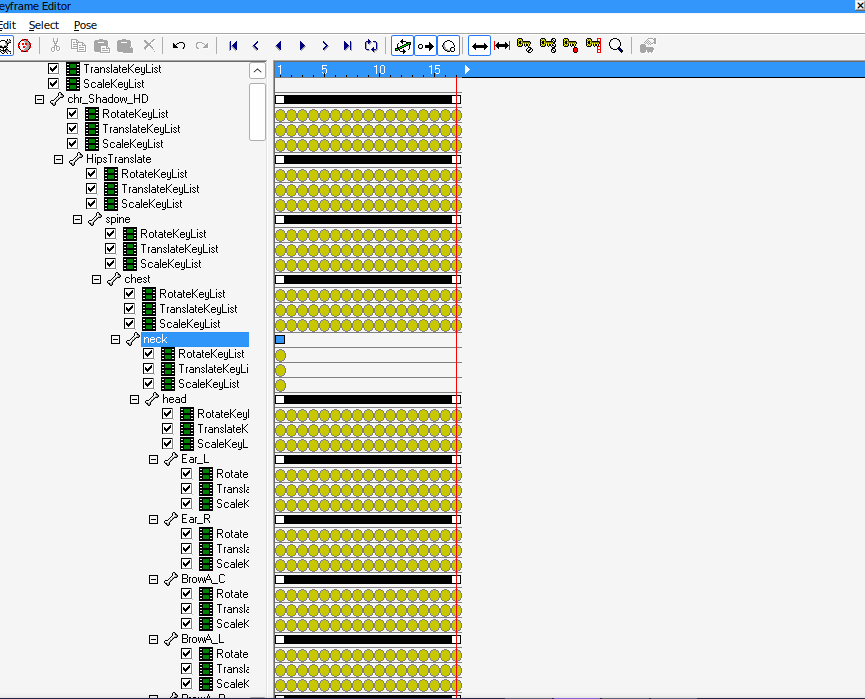 eyframe Editor
Edit Select Pose
1 5 10 15
TranslateKeyList
ScaleKeyList
chr_Shadow_HD
RotateKeyList
TranslateKeyList
ScaleKeyList
HipsTranslate
RotateKeyList
TranslateKeyList
ScaleKeyList
spine
RotateKeyList
TranslateKeyList
ScaleKeyList
chest
RotateKeyList
TranslateKeyList
ScaleKeyList
neck
RotateKeyList
TranslateKeyLi
ScaleKeyList
head
RotateKeyl
TranslateK
ScaleKeyL
Ear_L
Rotate
Transla
ScaleK
Ear_R
Rotate
Transla
ScaleK
BrowA_C
Rotate
Transla
ScaleK
BrowA_L
Rotate
Transla
ScaleK